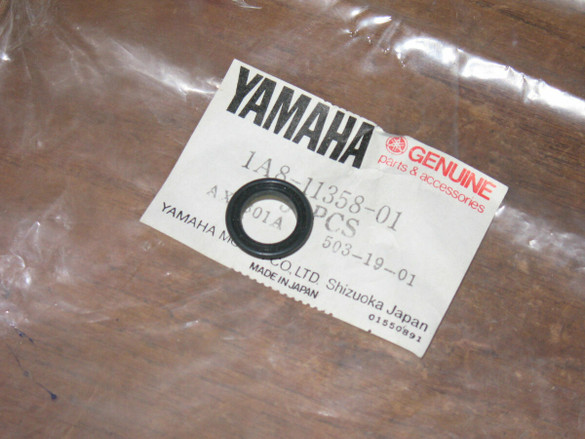 YAMAHA
GENUINE
parts & accessories
1A8-11358-01
PCS
503-19-01
YAMAHA CO.,LTD. Shizuoka Japan
MADE IN JAPAN
01550891